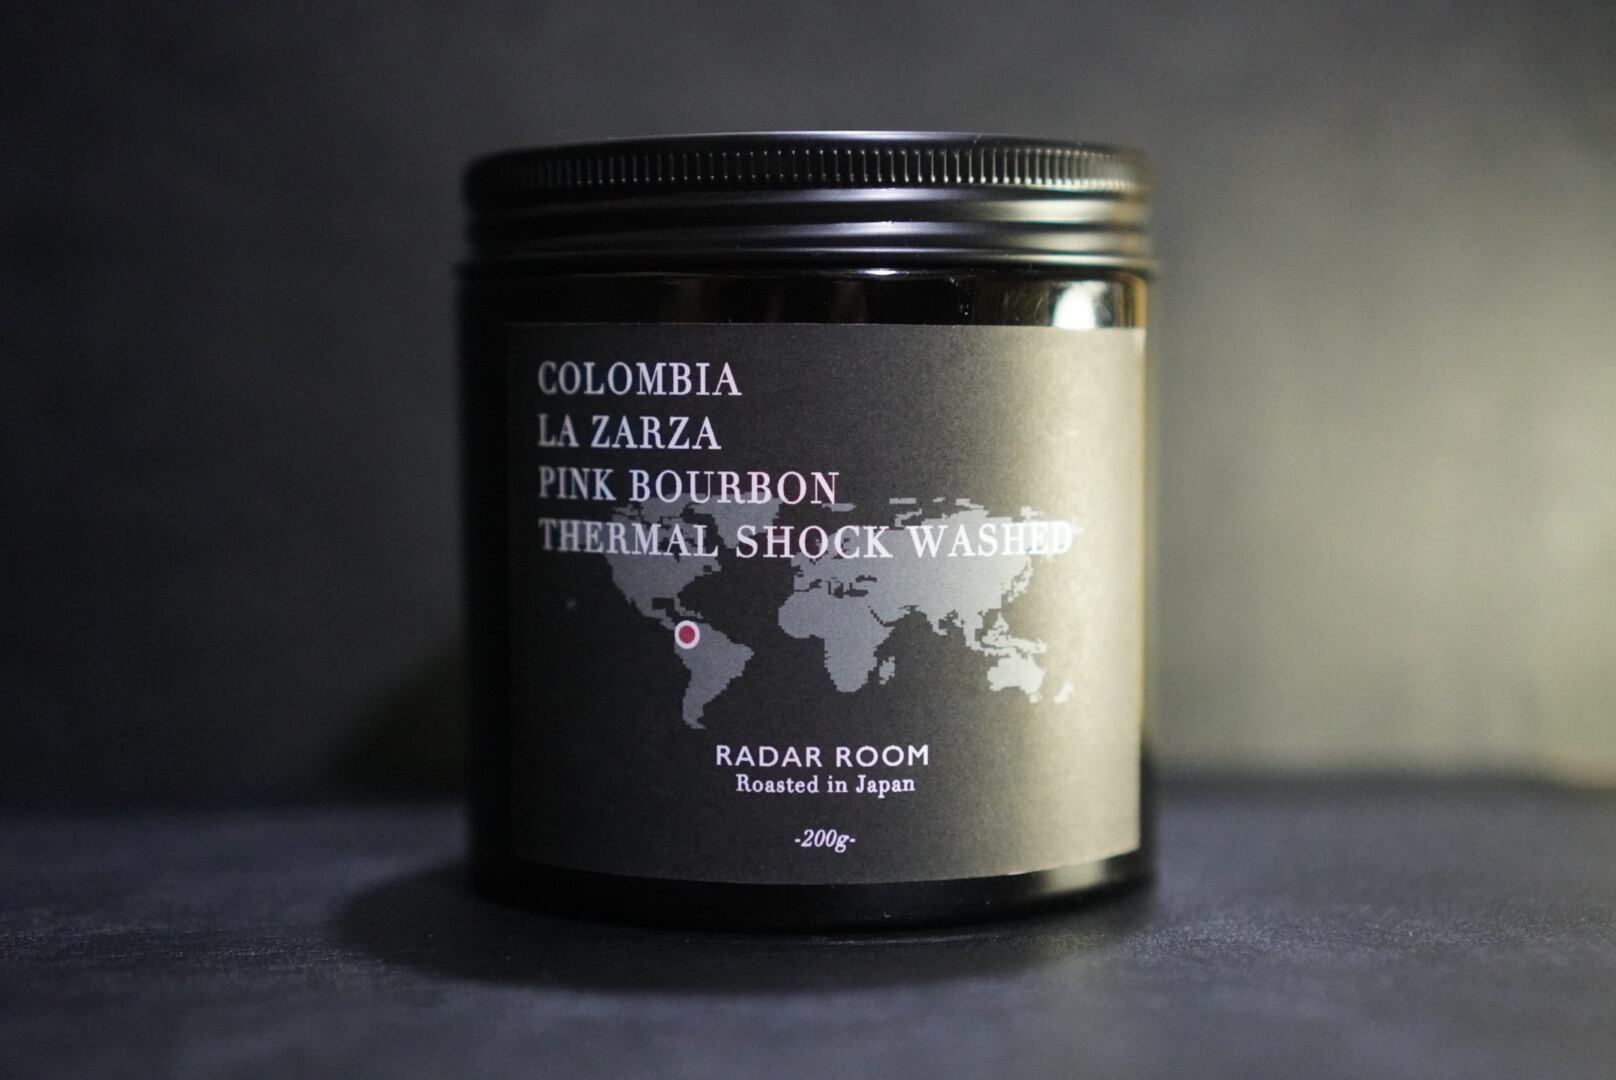 COLOMBIA
LA ZARZA
PINK BOURBON
THERMAL SHOCK WASHED
RADAR ROOM
Roasted in Japan
-200g-